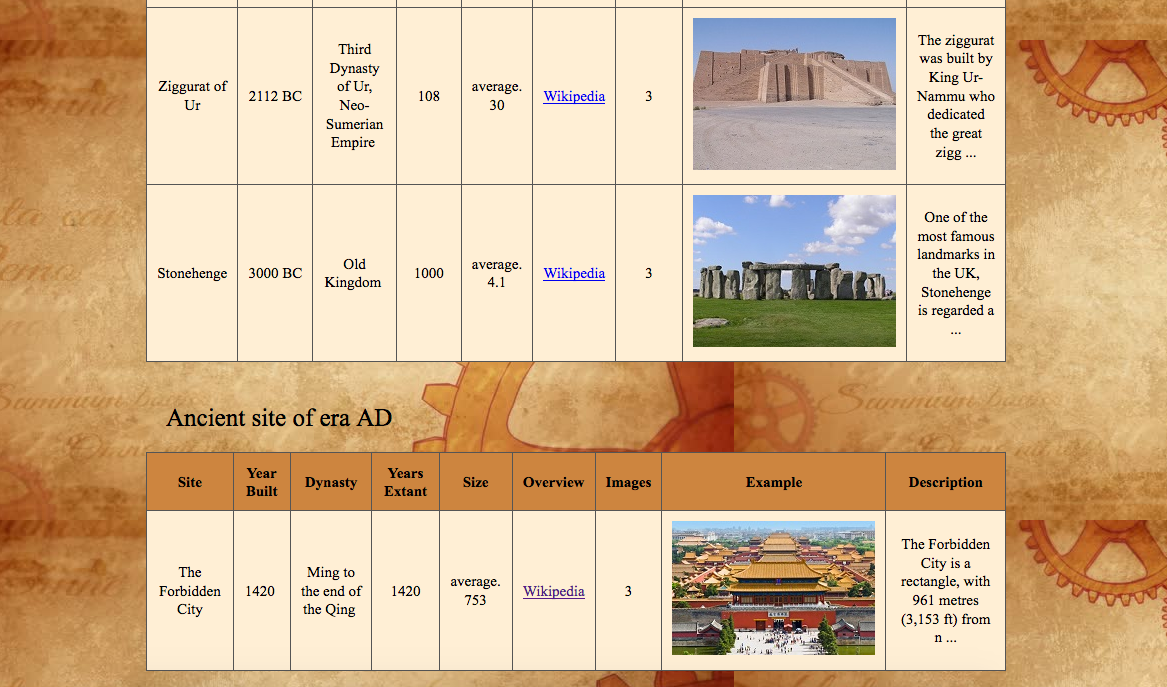 Ziggurat of
Ur
2112 BC
Third
Dynasty
of Ur,
Neo-
Sumerian
Empire
108
average.
30
Wikipedia
3
The ziggurat
was built by
King Ur-
Nammu who
dedicated
the great
zigg ...
Stonehenge
3000 BC
Old
Kingdom
1000
average.
4.1
Wikipedia
3
One of the
most famous
landmarks in
the UK,
Stonehenge
is regarded a
...
Ancient site of era AD
Site
Year
Built
Dynasty
Years
Extant
Size
Overview
Images
Example
Description
The
Forbidden
City
1420
Ming to
the end of
the Qing
1420
average.
753
Wikipedia
3
The Forbidden
City is a
rectangle, with
961 metres
(3,153 ft) from
n ...